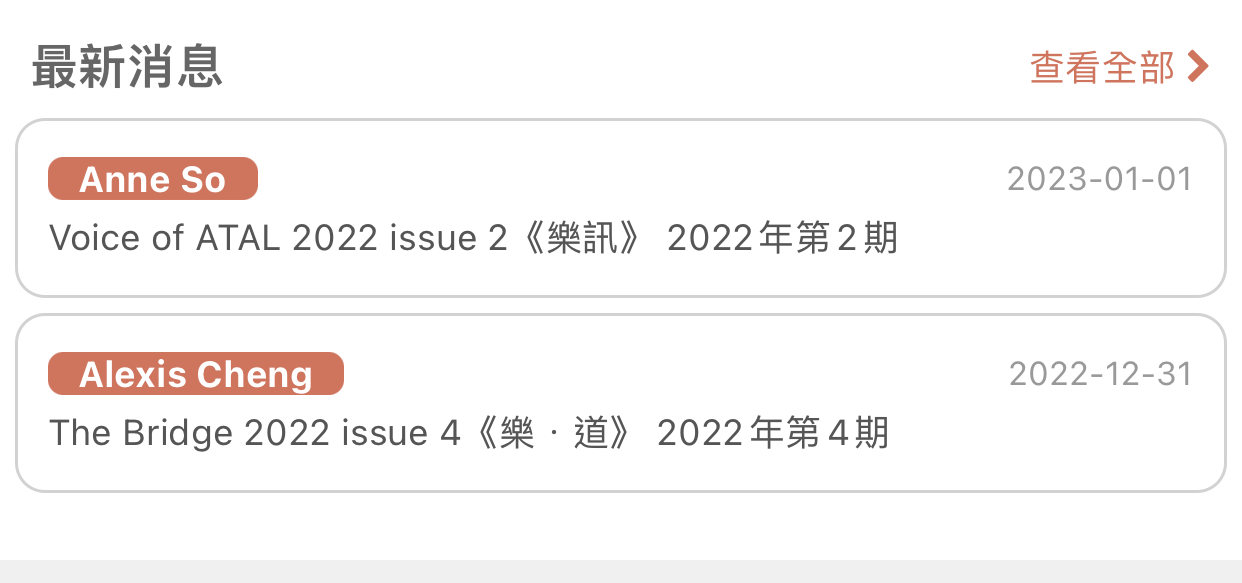 最新消息
查看全部
Anne So
2023-01-01
Voice of ATAL 2022 issue 2《樂訊》 2022年第2期
Alexis Cheng
2022-12-31
The Bridge 2022 issue 4《樂．道》 2022年第4期